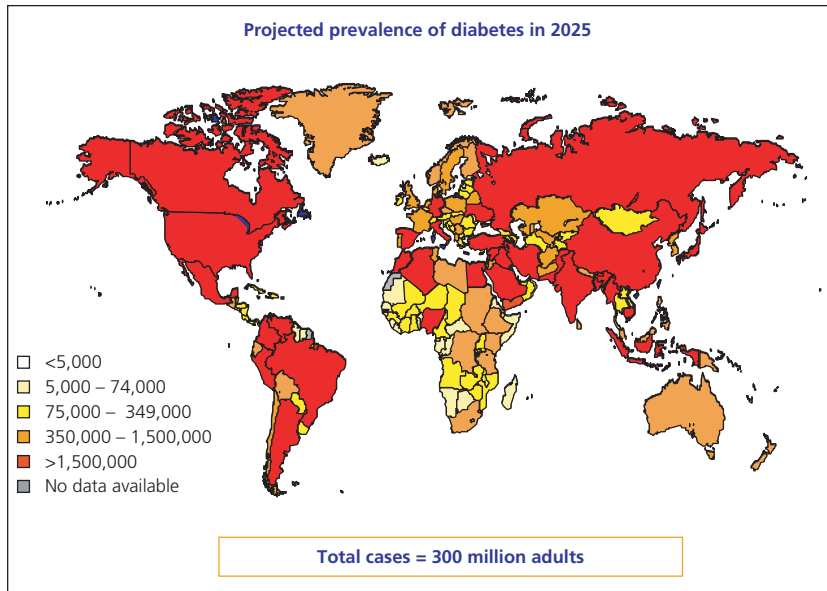 Projected prevalence of diabetes in 2025
<5,000
5,000 – 74,000
75,000 – 349,000
350,000 – 1,500,000
>1,500,000
No data available
Total cases = 300 million adults